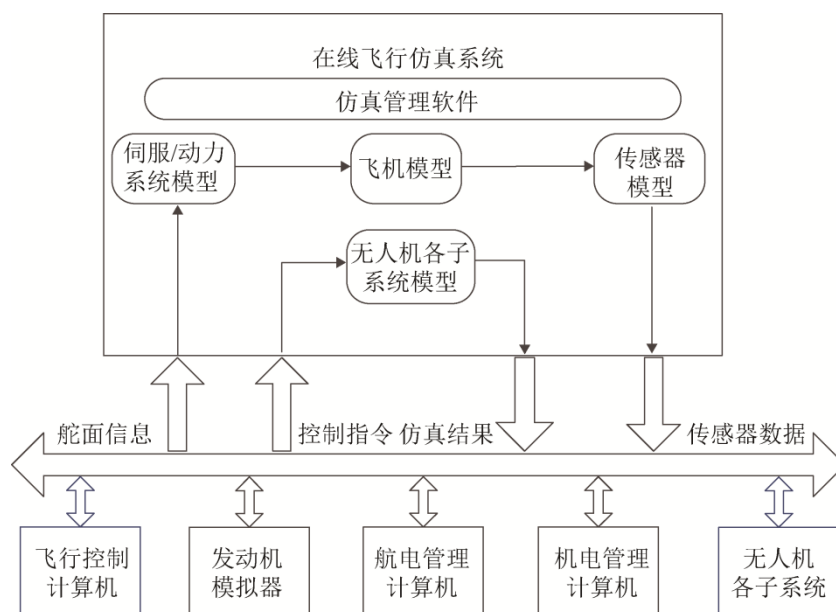 在线飞行仿真系统
仿真管理软件
伺服/动力
系统模型
飞机模型
传感器
模型
无人机各子
系统模型
舵面信息
控制指令
仿真结果
传感器数据
飞行控制
计算机
发动机
模拟器
航电管理
计算机
机电管理
计算机
无人机
各子系统